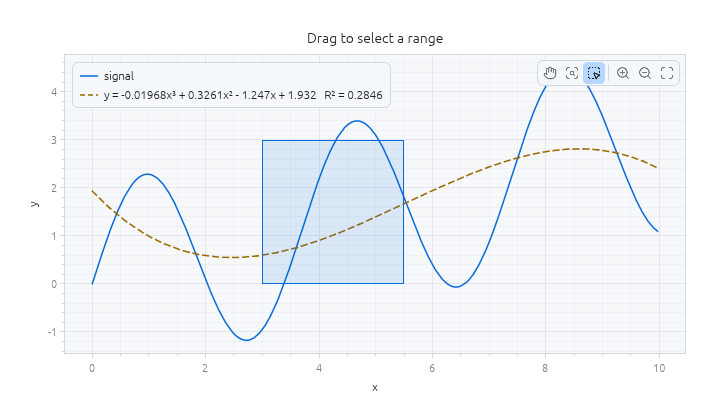 Drag to select a range
signal
y = -0.01968x³ + 0.3261x² - 1.247x + 1.932 R² = 0.2846
y
4
3
2
1
0
-1
0 2 4 6 8 10
x